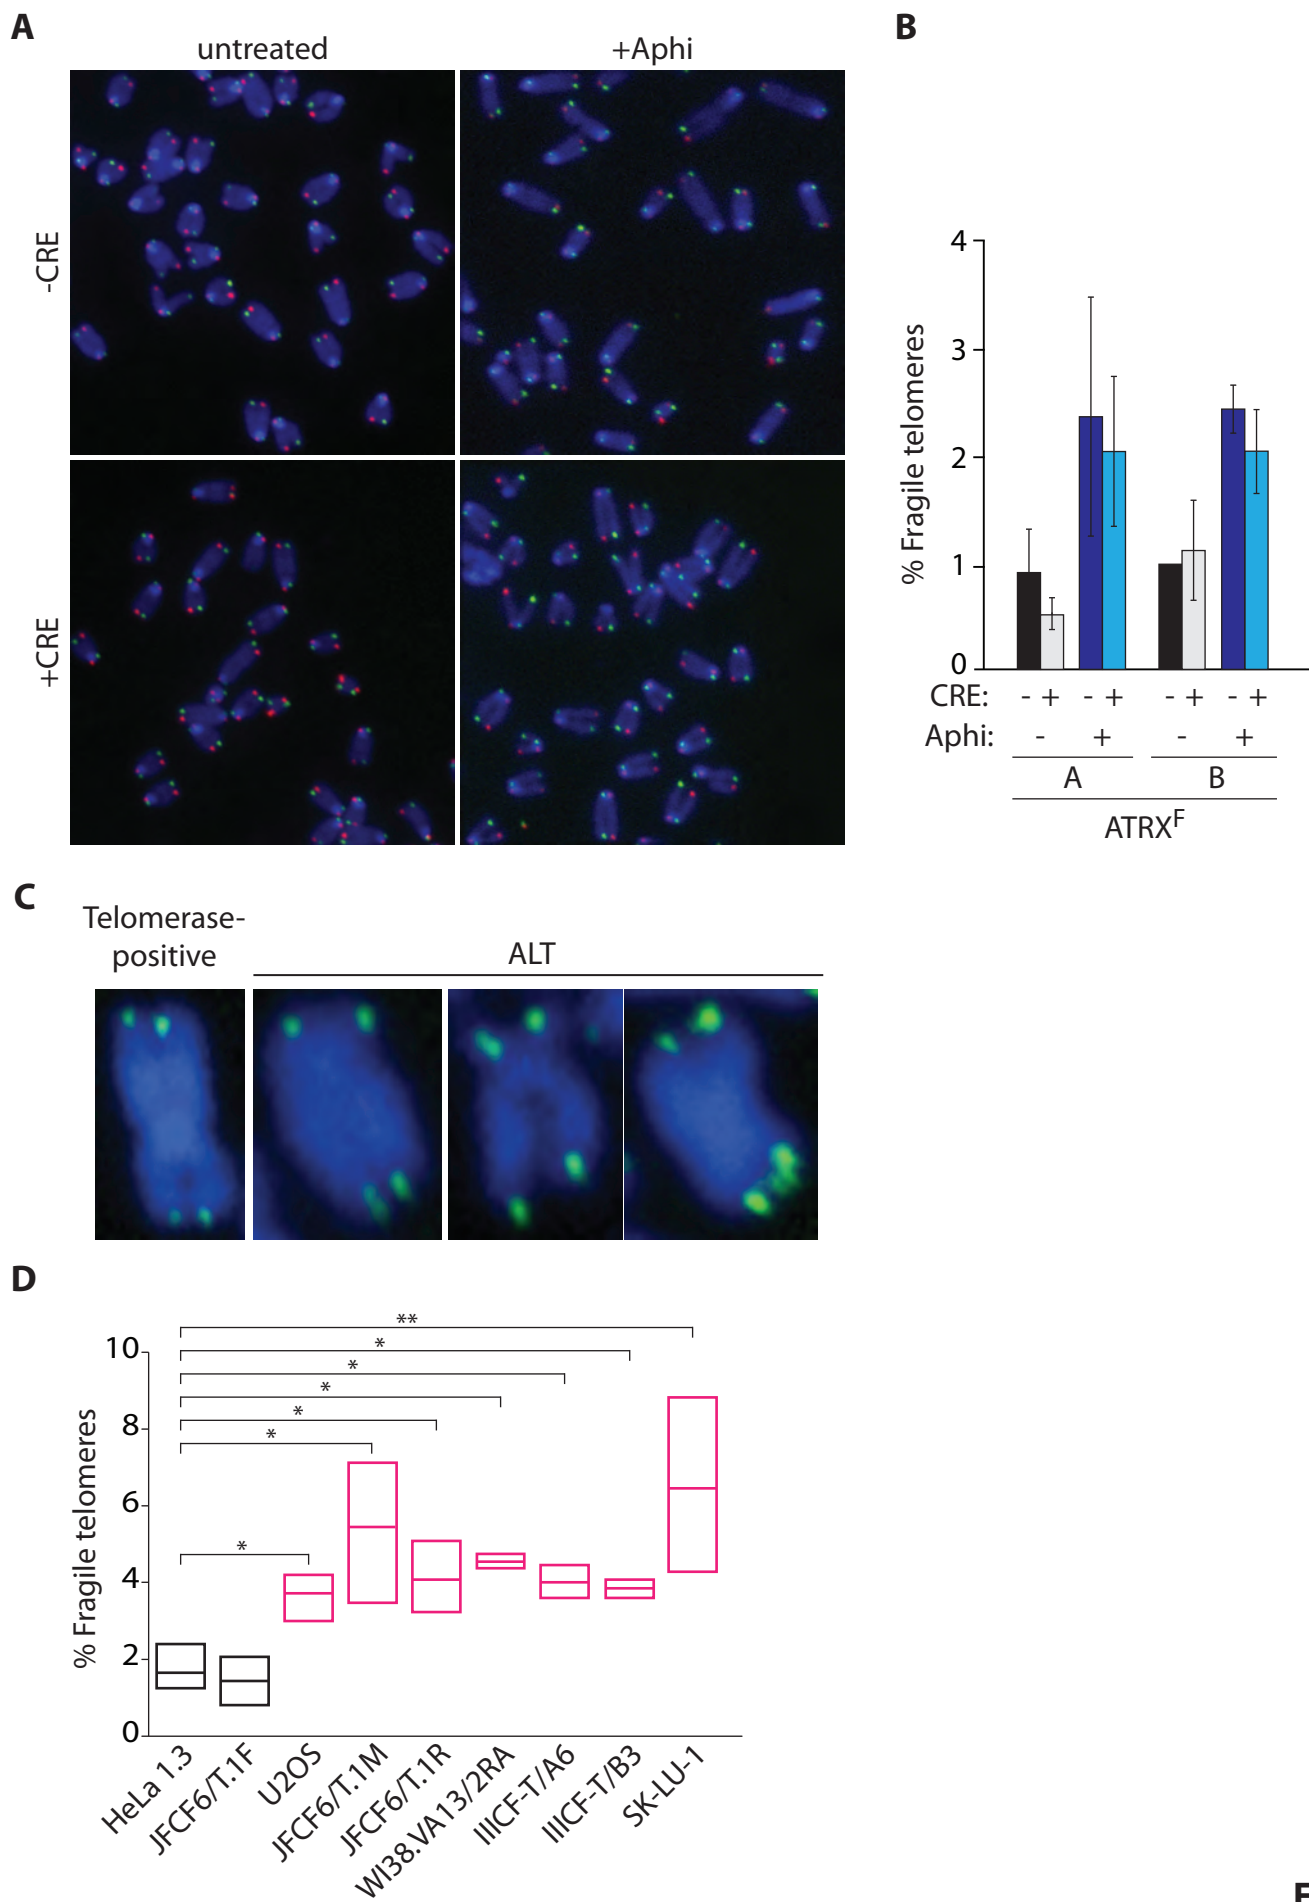 A
untreated
+Aphi
-CRE
+CRE
B
% Fragile telomeres
4
3
2
1
0
CRE: - + - + - + - +
Aphi: - + - +
A B
ATRXF
C
Telomerase-
positive
ALT
D
% Fragile telomeres
10
8
6
4
2
0
**
*
*
*
*
*
*
HeLa 1.3
JFCF6/T.1F
U2OS
JFCF6/T.1M
JFCF6/T.1R
WI38.VA13/2RA
IIICF-T/A6
IIICF-T/B3
SK-LU-1